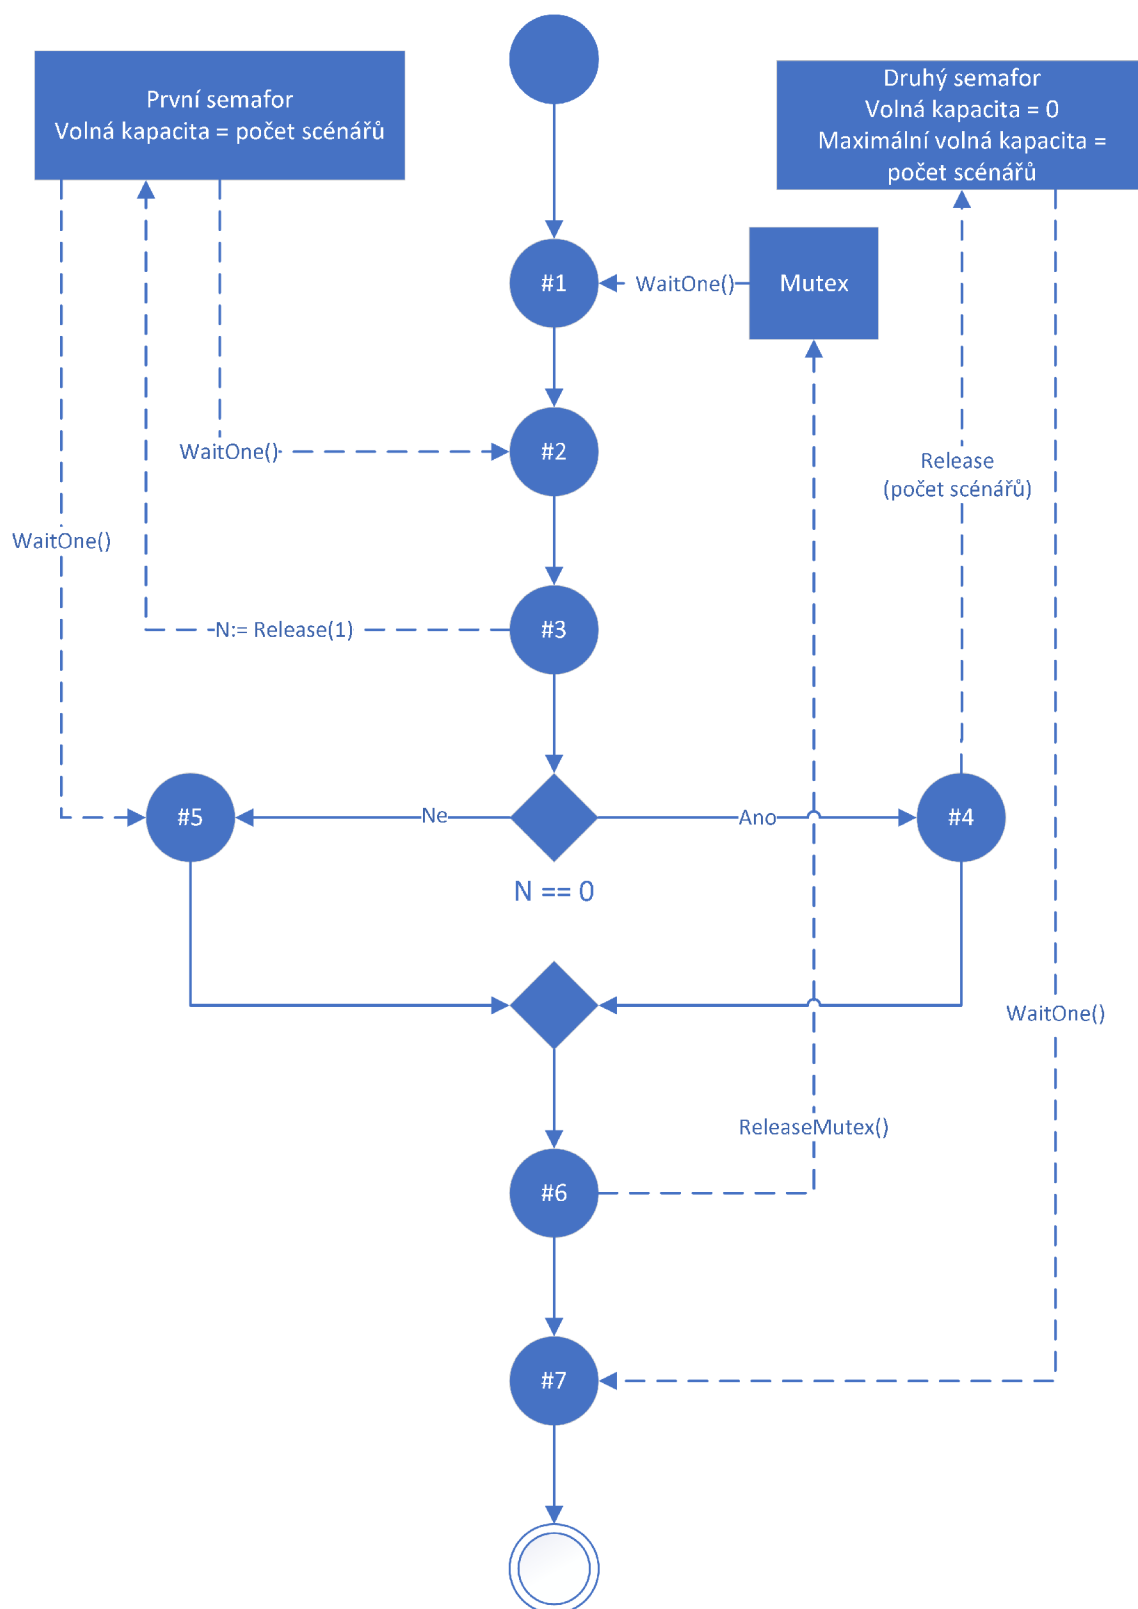 První semafor
Volná kapacita = počet scénářů
Druhý semafor
Volná kapacita = 0
Maximální volná kapacita =
počet scénářů
#1
WaitOne()
Mutex
WaitOne()
#2
Release
(počet scénářů)
WaitOne()
N:= Release(1)
#3
#5
Ne
Ano
#4
N == 0
WaitOne()
ReleaseMutex()
#6
#7